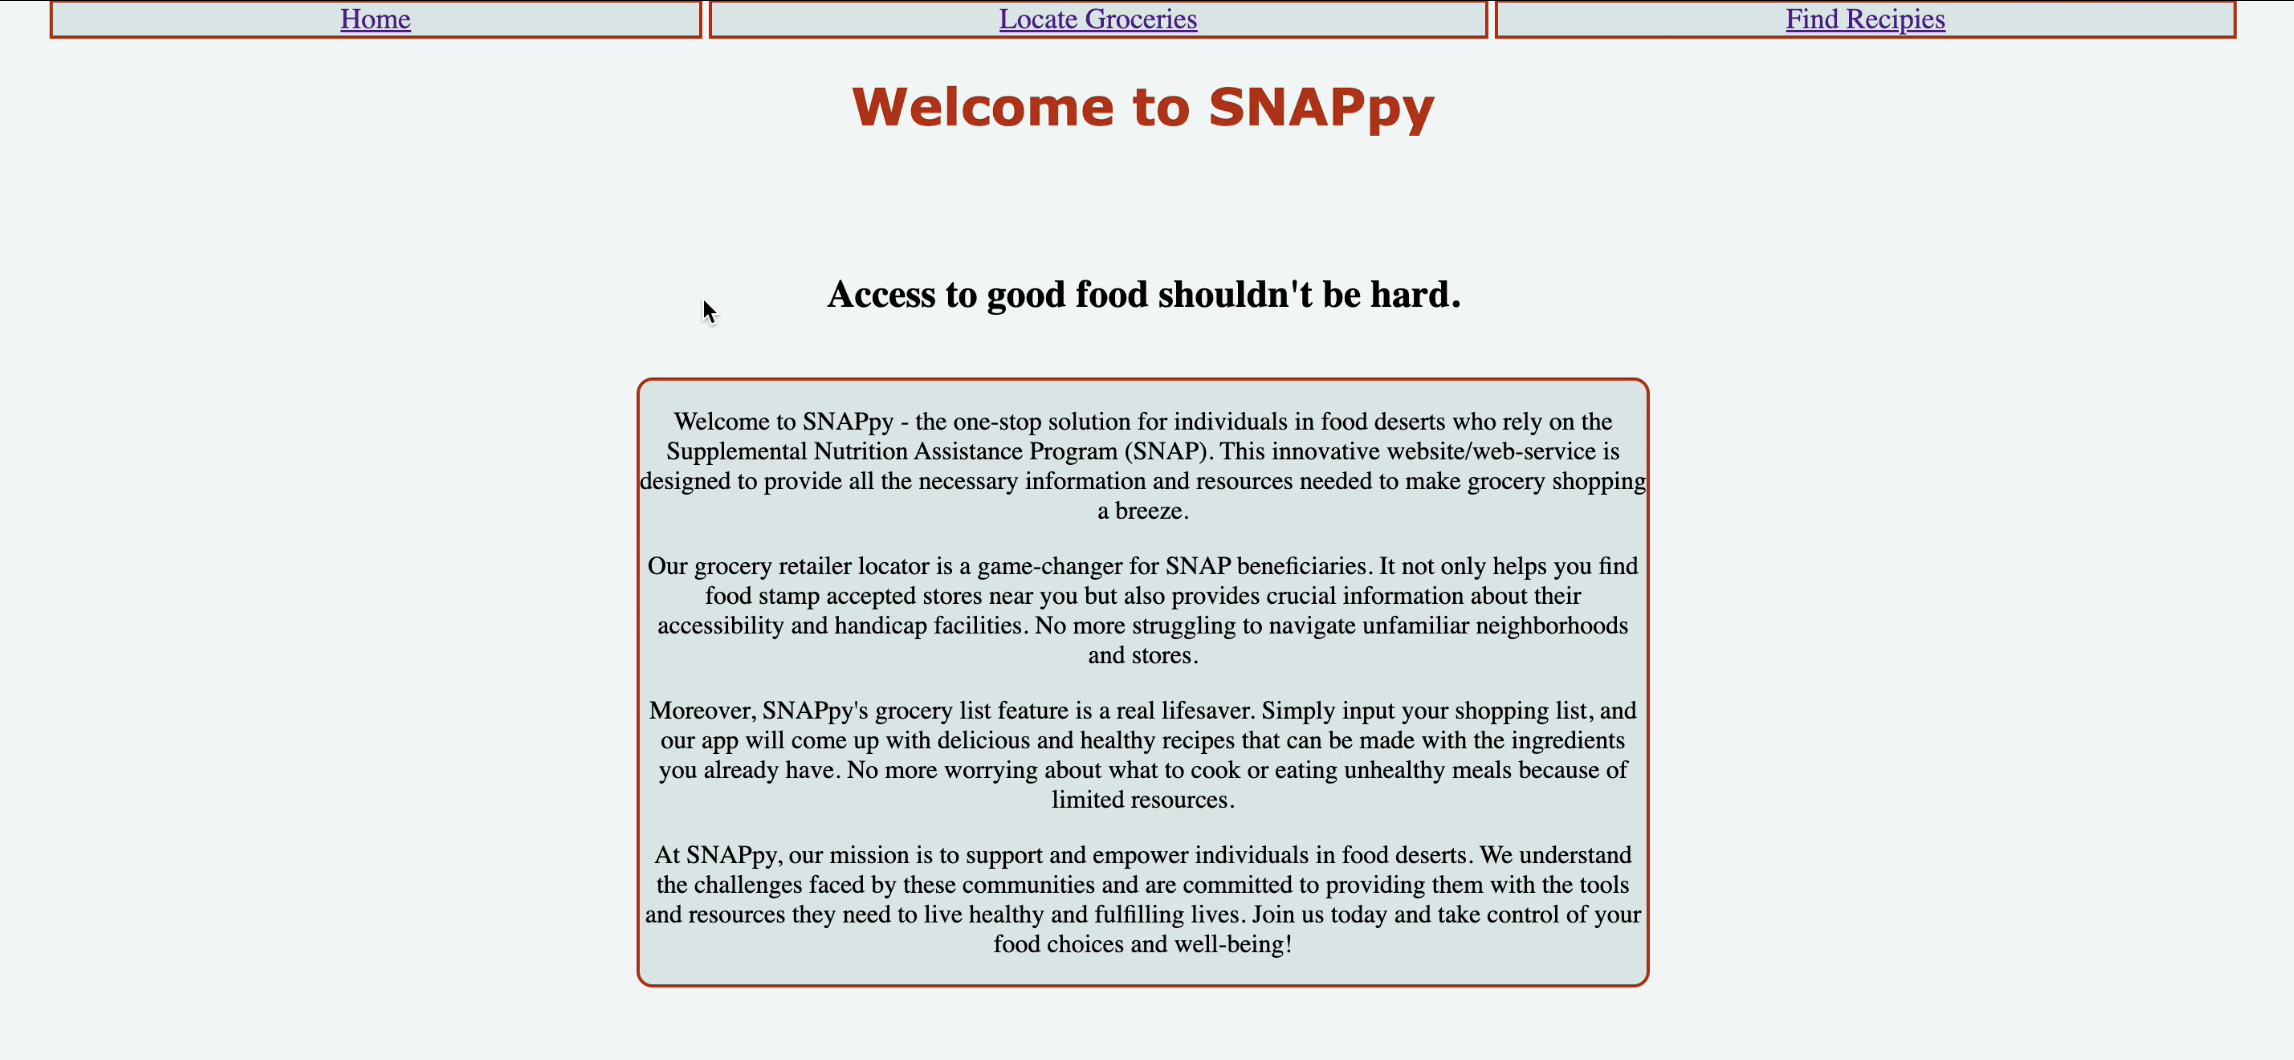 Home
Locate Groceries
Find Recipies
Welcome to SNAPpy
Access to good food shouldn't be hard.
Welcome to SNAPpy - the one-stop solution for individuals in food deserts who rely on the
Supplemental Nutrition Assistance Program (SNAP). This innovative website/web-service is
designed to provide all the necessary information and resources needed to make grocery shopping
a breeze.
Our grocery retailer locator is a game-changer for SNAP beneficiaries. It not only helps you find
food stamp accepted stores near you but also provides crucial information about their
accessibility and handicap facilities. No more struggling to navigate unfamiliar neighborhoods
and stores.
Moreover, SNAPpy's grocery list feature is a real lifesaver. Simply input your shopping list, and
our app will come up with delicious and healthy recipes that can be made with the ingredients
you already have. No more worrying about what to cook or eating unhealthy meals because of
limited resources.
At SNAPpy, our mission is to support and empower individuals in food deserts. We understand
the challenges faced by these communities and are committed to providing them with the tools
and resources they need to live healthy and fulfilling lives. Join us today and take control of your
food choices and well-being!